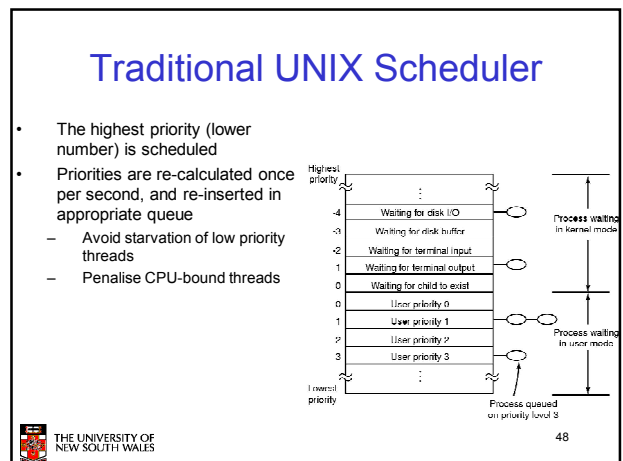 Traditional UNIX Scheduler
• The highest priority (lower
number) is scheduled
• Priorities are re-calculated once
per second, and re-inserted in
appropriate queue
– Avoid starvation of low priority
threads
– Penalise CPU-bound threads
Highest
priority
-4 Waiting for disk I/O
-3 Waiting for disk buffer
-2 Waiting for terminal input
-1 Waiting for terminal output
0 Waiting for child to exist
0 User priority 0
1 User priority 1
2 User priority 2
3 User priority 3
Lowest
priority
Process waiting
in kernel mode
Process waiting
in user mode
Process queued
on priority level 3
THE UNIVERSITY OF
NEW SOUTH WALES
48